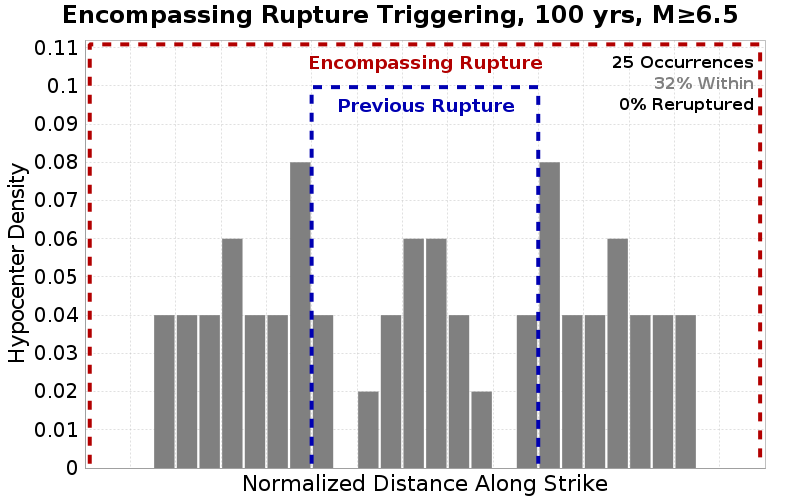 Encompassing Rupture Triggering, 100 yrs, M≥6.5
Encompassing Rupture
25 Occurrences
32% Within
0% Reruptured
Previous Rupture
Hypocenter Density
0.11
0.1
0.09
0.08
0.07
0.06
0.05
0.04
0.03
0.02
0.01
0
Normalized Distance Along Strike